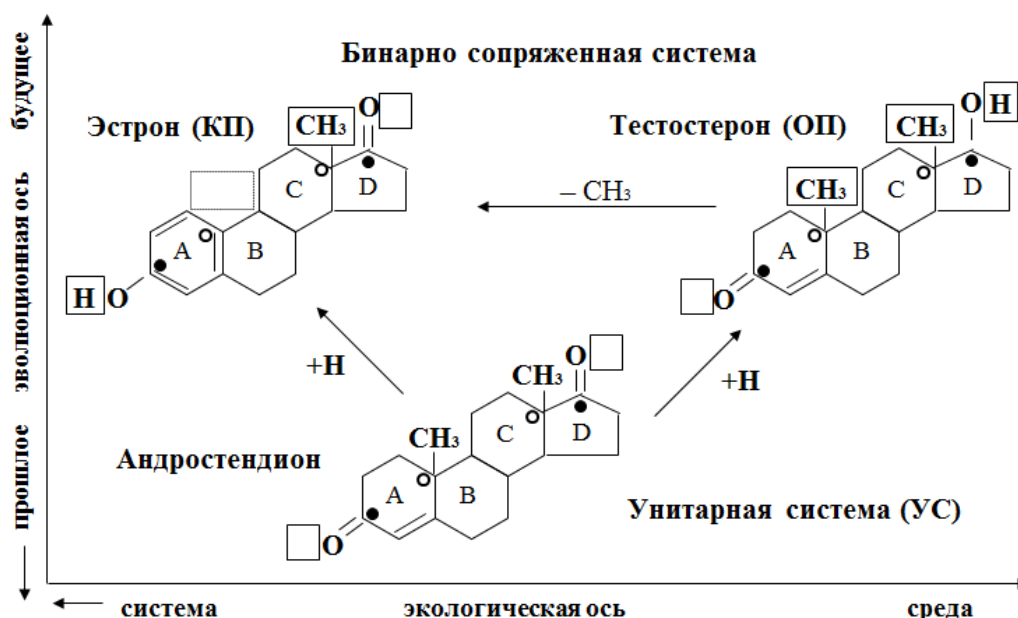 Бинарно сопряженная система
Эстрон (КП)
CH₃
O
C
D
A
B
H O
Тестостерон (ОП)
CH₃
O H
CH₃
C
D
A
B
O
– CH₃
+H
+H
Андростендион
CH₃
O
CH₃
C
D
A
B
O
Унитарная система (УС)
прошлое эволюционная ось будущее
система экологическая ось среда